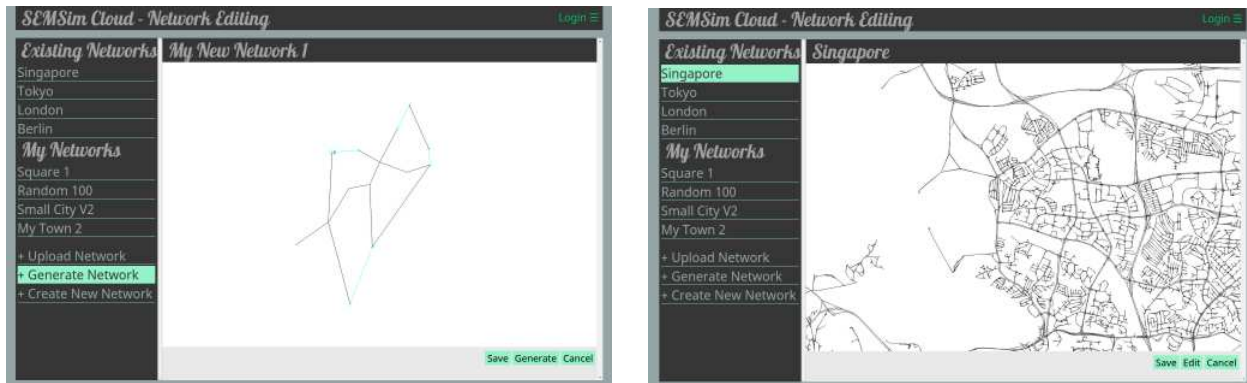 SEMSim Cloud - Network Editing
Login ☰
Existing Networks
Singapore
Tokyo
London
Berlin
My Networks
Square 1
Random 100
Small City V2
My Town 2
+ Upload Network
+ Generate Network
+ Create New Network
My New Network 1
Save Generate Cancel
SEMSim Cloud - Network Editing
Login ☰
Existing Networks
Singapore
Tokyo
London
Berlin
My Networks
Square 1
Random 100
Small City V2
My Town 2
+ Upload Network
+ Generate Network
+ Create New Network
Singapore
Save Edit Cancel